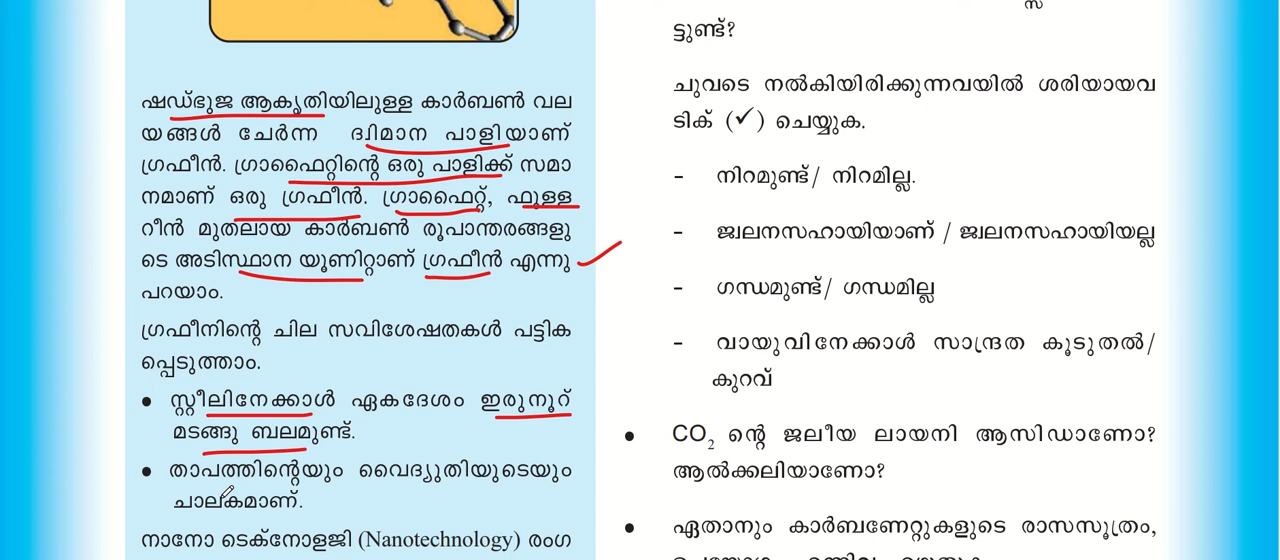 ഷഡ്ഭുജ ആകൃതിയിലുള്ള കാർബൺ വല
യങ്ങൾ ചേർന്ന ദ്വിമാന പാളിയാണ്
ഗ്രഫീൻ. ഗ്രാഫൈറ്റിന്റെ ഒരു പാളിക്ക് സമാ
നമാണ് ഒരു ഗ്രഫീൻ. ഗ്രാഫൈറ്റ്, ഫുള്ള
റീൻ മുതലായ കാർബൺ രൂപാന്തരങ്ങളു
ടെ അടിസ്ഥാന യൂണിറ്റാണ് ഗ്രഫീൻ എന്നു
പറയാം.
ഗ്രഫീനിന്റെ ചില സവിശേഷതകൾ പട്ടിക
പ്പെടുത്താം.
• സ്റ്റീലിനേക്കാൾ ഏകദേശം ഇരുനൂറ്
മടങ്ങു ബലമുണ്ട്.
• താപത്തിന്റെയും വൈദ്യുതിയുടെയും
ചാലകമാണ്.
നാനോ ടെക്നോളജി (Nanotechnology) രംഗ
ട്ടുണ്ട്?
ചുവടെ നൽകിയിരിക്കുന്നവയിൽ ശരിയായവ
ടിക് (✓) ചെയ്യുക.
- നിറമുണ്ട്/ നിറമില്ല.
- ജ്വലനസഹായിയാണ് / ജ്വലനസഹായിയല്ല
- ഗന്ധമുണ്ട്/ ഗന്ധമില്ല
- വായുവിനേക്കാൾ സാന്ദ്രത കൂടുതൽ/
കുറവ്
• CO₂ ന്റെ ജലീയ ലായനി ആസിഡാണോ?
ആൽക്കലിയാണോ?
• ഏതാനും കാർബണേറ്റുകളുടെ രാസസൂത്രം,